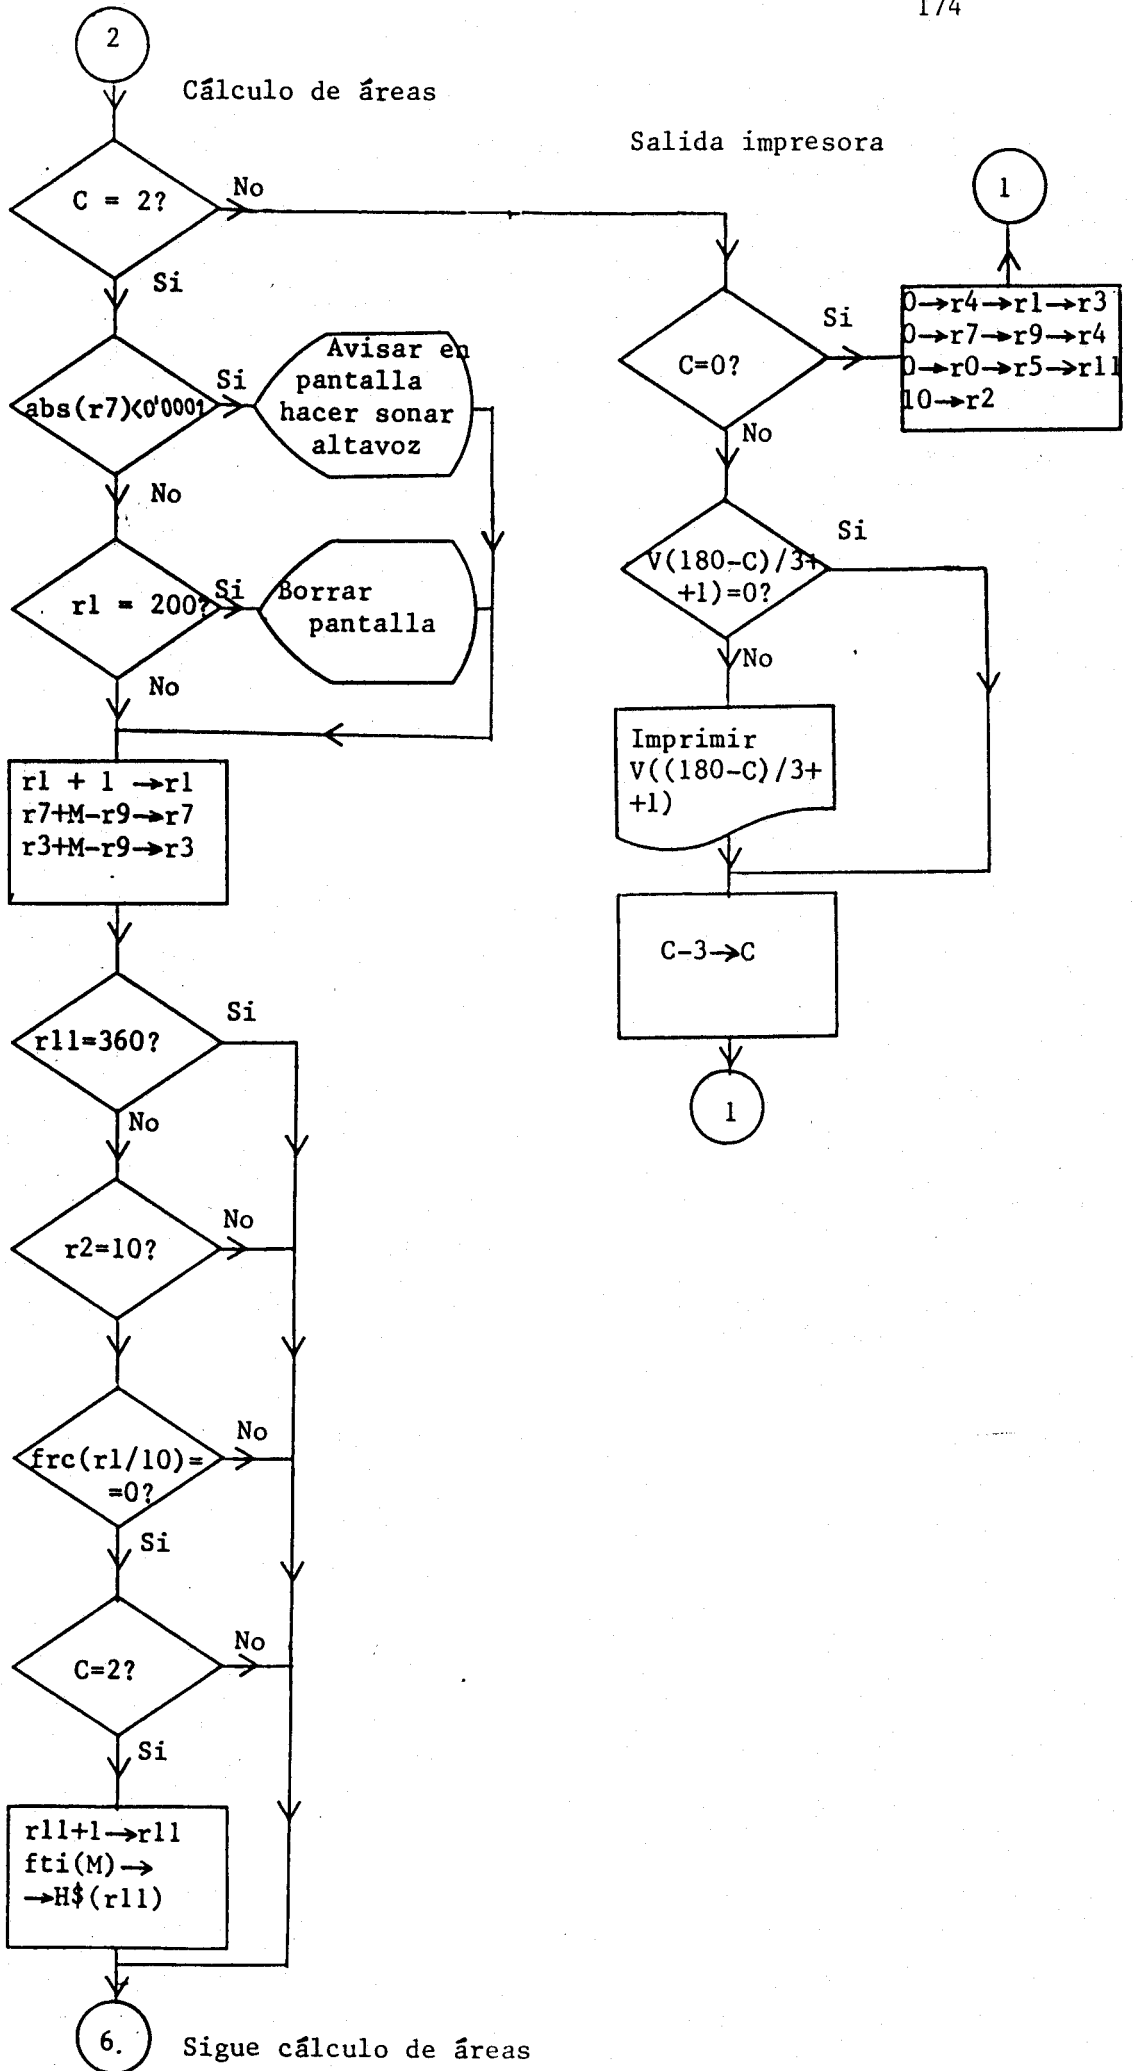 174
2
Cálculo de áreas
C = 2?
No
Si
abs(r7)<0'0001
Si
Avisar en
pantalla
hacer sonar
altavoz
No
r1 = 200?
Si
Borrar
pantalla
No
r1 + 1 →r1
r7+M-r9→r7
r3+M-r9→r3
r11=360?
Si
No
r2=10?
No
frc(r1/10)=
=0?
No
Si
C=2?
No
Si
r11+1→r11
fti(M)→
→H$(r11)
6.
Sigue cálculo de áreas
Salida impresora
1
C=0?
Si
0→r4→r1→r3
0→r7→r9→r4
0→r0→r5→r11
10→r2
No
V(180-C)/3+
+1)=0?
Si
No
Imprimir
V((180-C)/3+
+1)
C-3→C
1